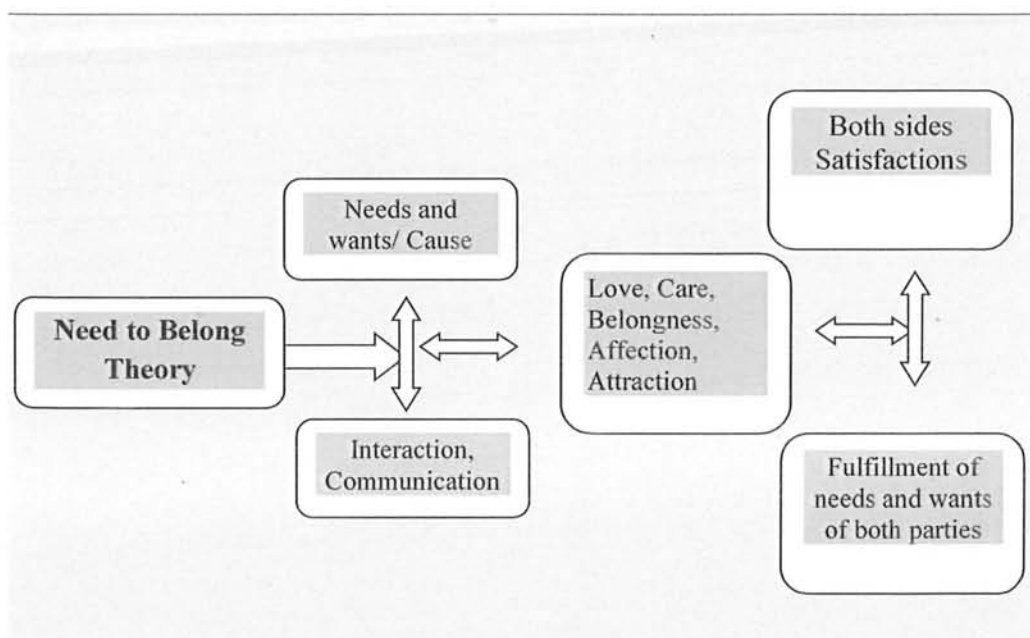 Need to Belong
Theory
Needs and
wants/ Cause
Interaction,
Communication
Love, Care,
Belongness,
Affection,
Attraction
Both sides
Satisfactions
Fulfillment of
needs and wants
of both parties